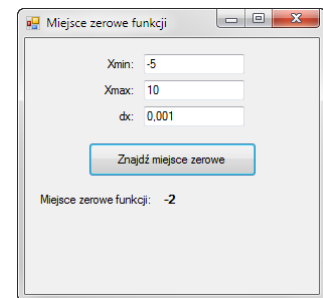 Miejsce zerowe funkcji
Xmin: -5
Xmax: 10
dx: 0,001
Znajdź miejsce zerowe
Miejsce zerowe funkcji: -2